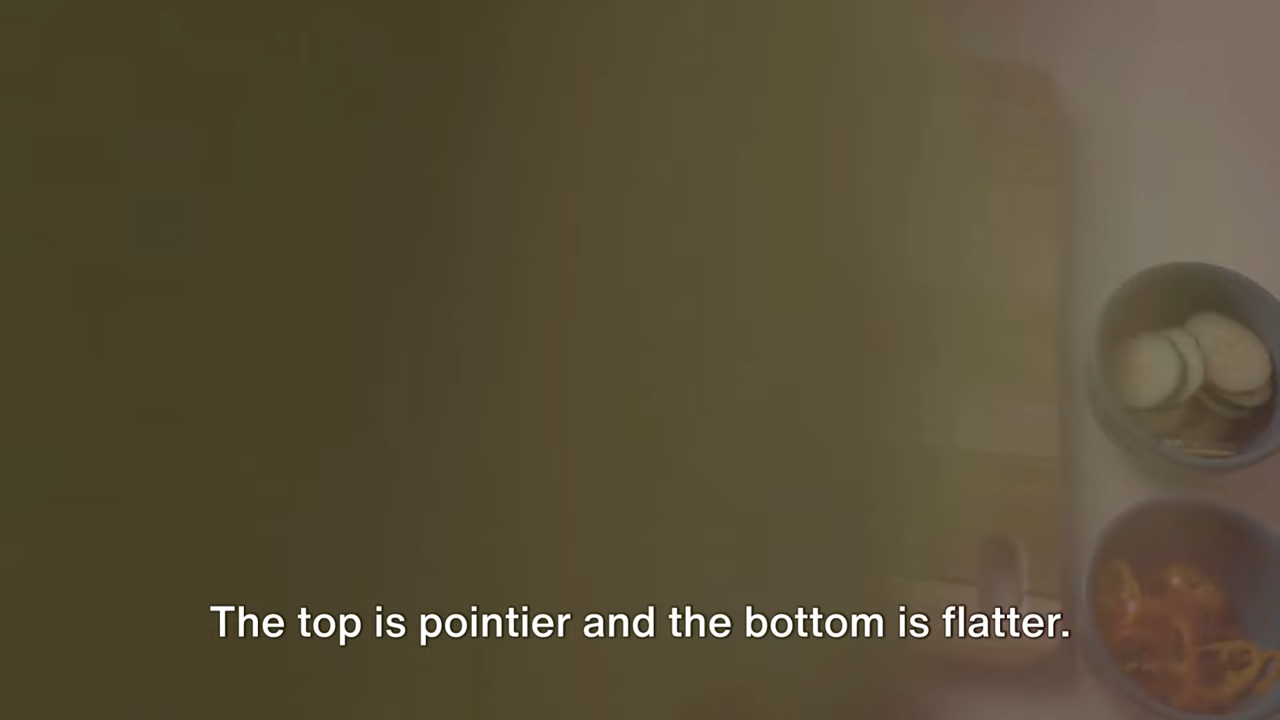 The top is pointier and the bottom is flatter.